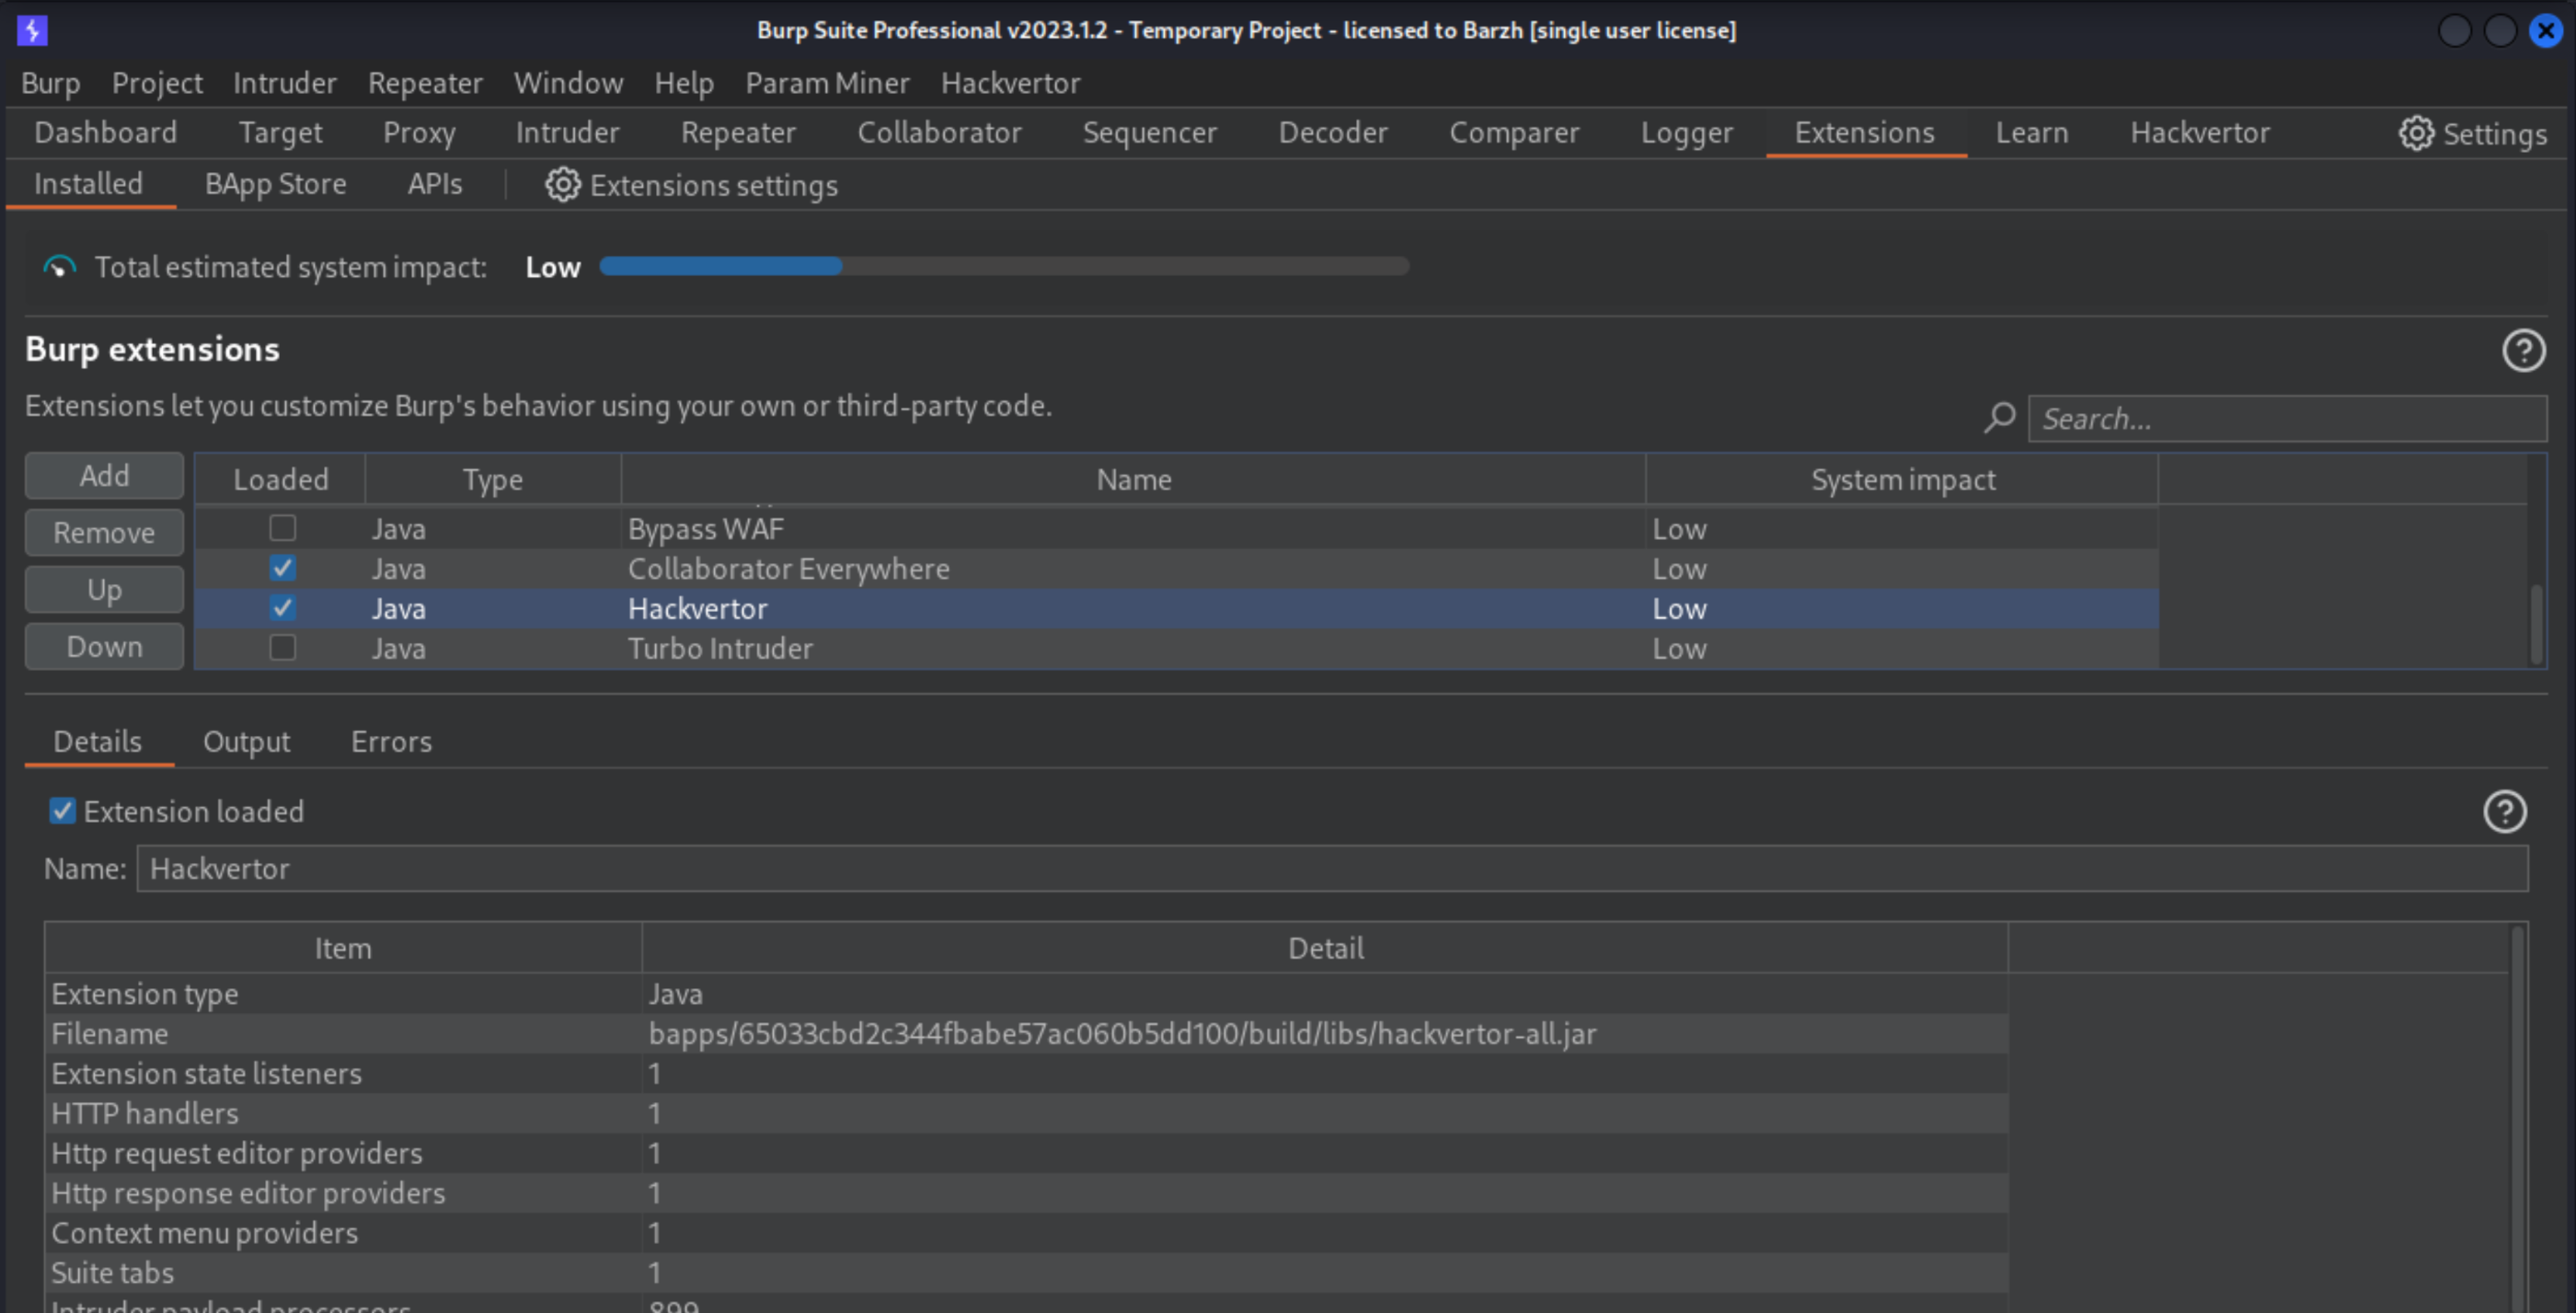 Burp Suite Professional v2023.1.2 - Temporary Project - licensed to Barzh [single user license]
Burp Project Intruder Repeater Window Help Param Miner Hackvertor
Dashboard Target Proxy Intruder Repeater Collaborator Sequencer Decoder Comparer Logger Extensions Learn Hackvertor Settings
Installed BApp Store APIs Extensions settings
Total estimated system impact: Low
Burp extensions
Extensions let you customize Burp's behavior using your own or third-party code.
Search...
Add
Remove
Up
Down
Loaded Type Name System impact
Java Bypass WAF Low
Java Collaborator Everywhere Low
Java Hackvertor Low
Java Turbo Intruder Low
Details Output Errors
Extension loaded
Name: Hackvertor
Item Detail
Extension type Java
Filename bapps/65033cbd2c344fbabe57ac060b5dd100/build/libs/hackvertor-all.jar
Extension state listeners 1
HTTP handlers 1
Http request editor providers 1
Http response editor providers 1
Context menu providers 1
Suite tabs 1
Intruder payload processors